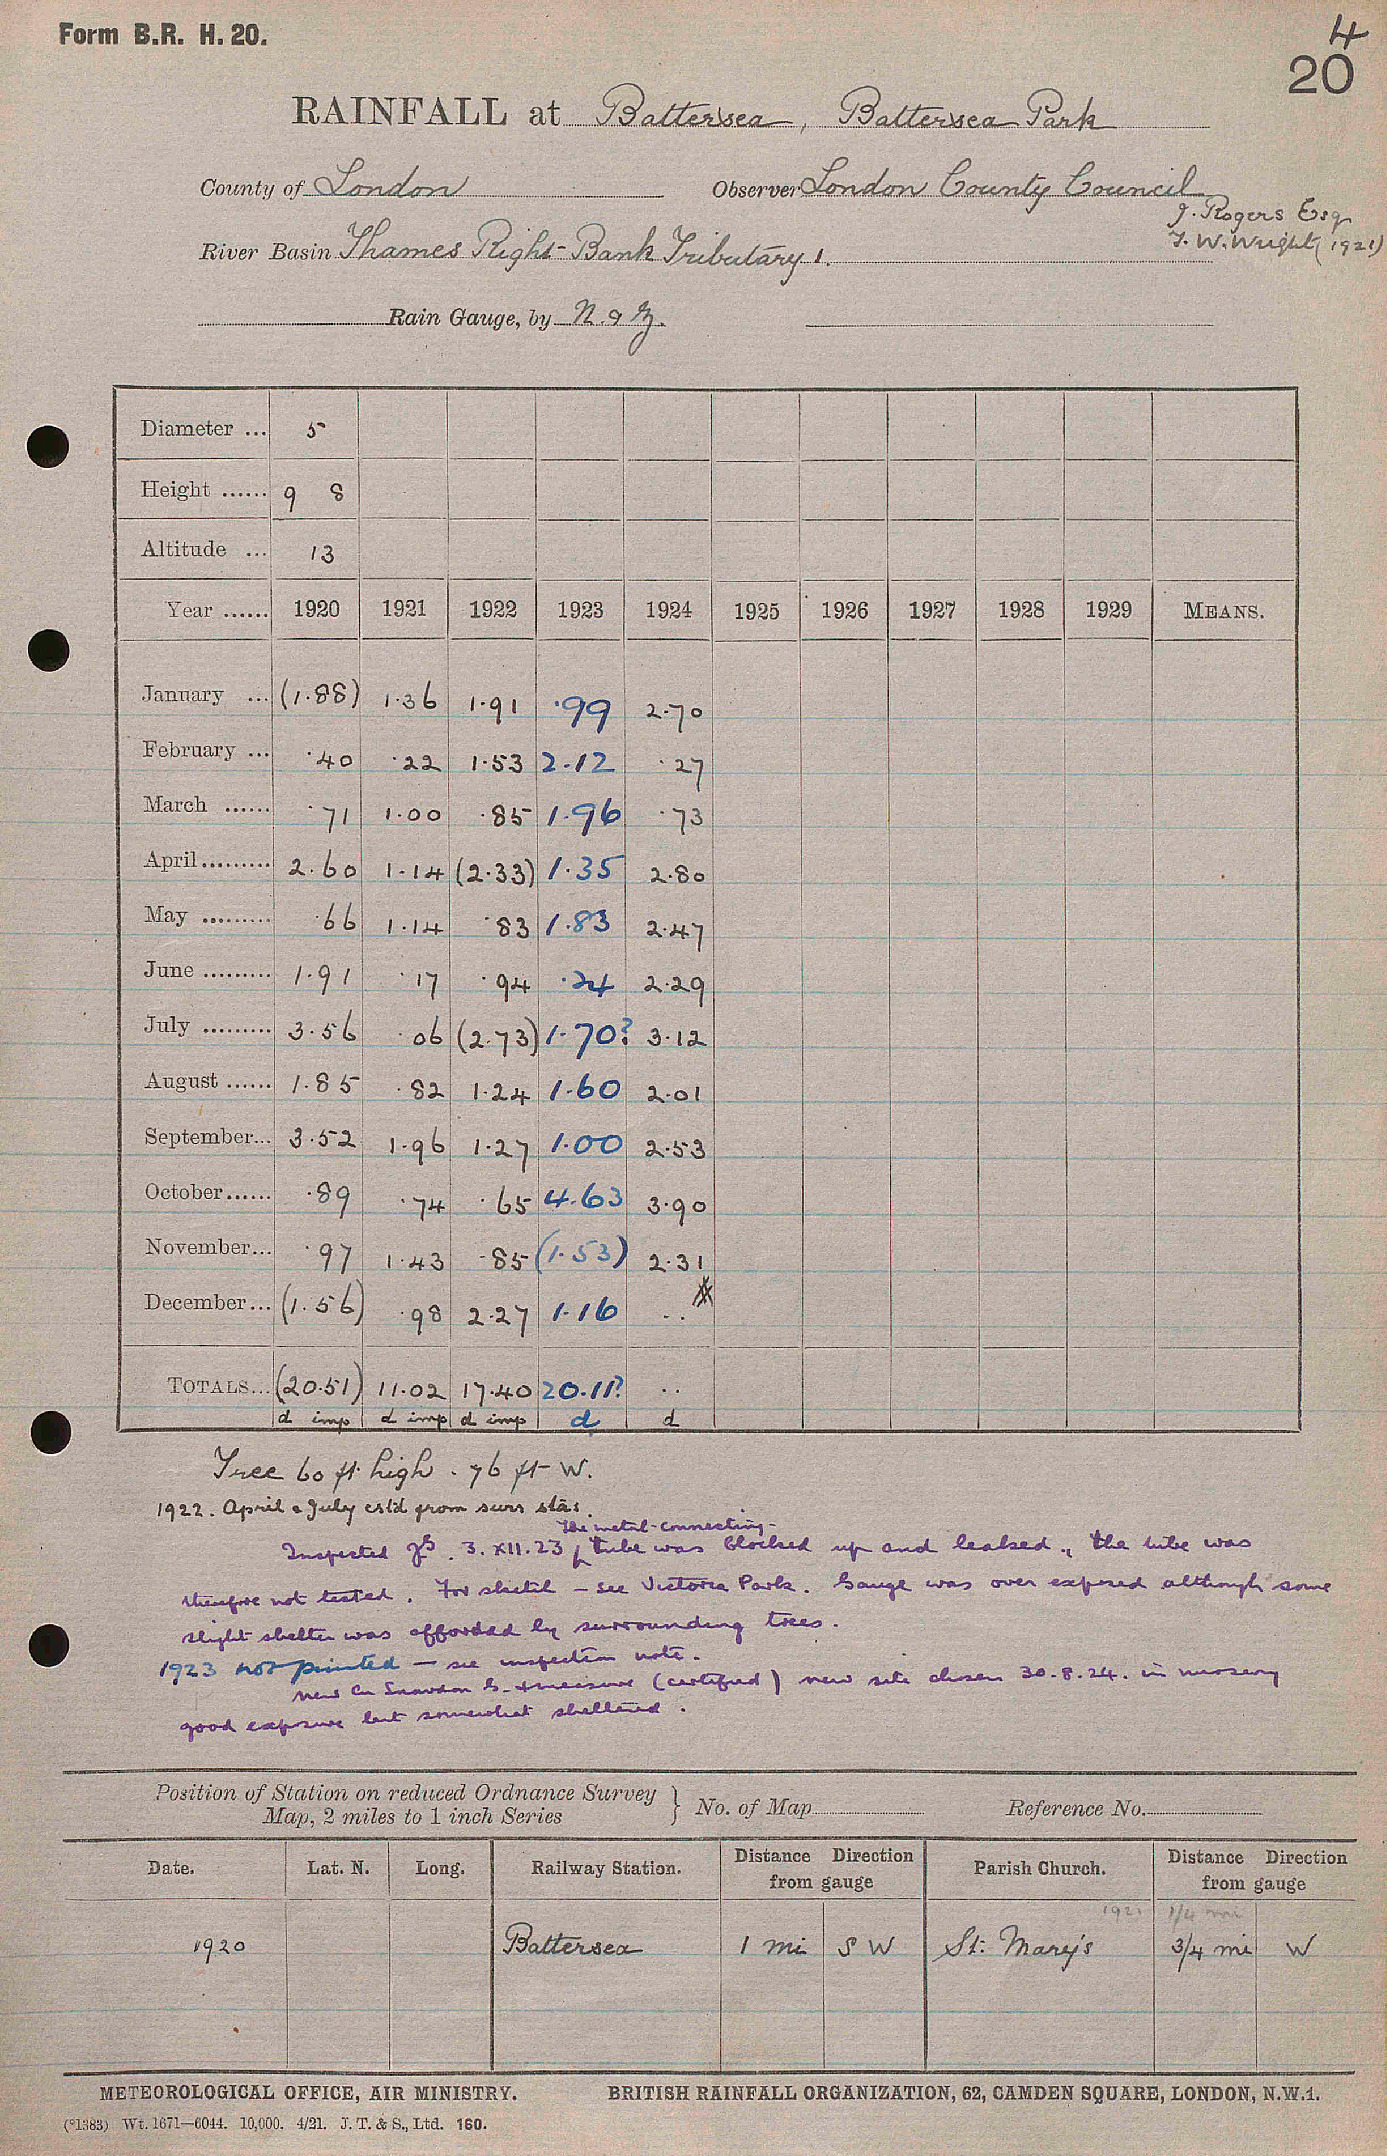 Form B.R. H. 20.
4
20
RAINFALL at Battersea, Battersea Park
County of London Observer London County Council
J. Rogers Esq
River Basin Thames Right Bank Tributary 1. J. W. Wright (1921)
Rain Gauge, by N. & Z.
Diameter ... 5
Height ...... 9 8
Altitude ... 13
Year ...... 1920 1921 1922 1923 1924 1925 1926 1927 1928 1929 MEANS.
January ... (1.88) 1.36 1.91 .99 2.70
February ... .40 .22 1.53 2.12 .27
March ...... .71 1.00 .85 1.96 .73
April ......... 2.60 1.14 (2.33) 1.35 2.80
May ......... .66 1.14 .83 1.83 2.47
June ......... 1.91 .17 .94 .24 2.29
July ......... 3.56 .06 (2.73) 1.70? 3.12
August ...... 1.85 .82 1.24 1.60 2.01
September... 3.52 1.96 1.27 1.00 2.53
October...... .89 .74 .65 4.63 3.90
November... .97 1.43 .85 (1.53) 2.31
December... (1.56) .98 2.27 1.16 ..
TOTALS... (20.51) 11.02 17.40 20.11? ..
d imp d imp d imp d d
Tree 60 ft high . 76 ft W.
1922. April & July est'd from surr stas.
The metal-connecting-
Inspected 3.XII.23 tube was blocked up and leaked, the tube was
therefore not tested. For sketch - see Victoria Park. Gauge was over exposed although some
slight shelter was afforded by surrounding trees.
1923 not printed - see inspection note.
New Cu Snowdon G. & measure (certified) new site chosen 30.8.24. in nursery
good exposure but somewhat sheltered.
Position of Station on reduced Ordnance Survey
Map, 2 miles to 1 inch Series } No. of Map Reference No.
Date. Lat. N. Long. Railway Station. Distance Direction from gauge Parish Church. Distance Direction from gauge
1921 1/4 mi
1920 Battersea 1 mi S W St. Mary's 3/4 mi W
METEOROLOGICAL OFFICE, AIR MINISTRY. BRITISH RAINFALL ORGANIZATION, 62, CAMDEN SQUARE, LONDON, N.W.1.
(*1383) Wt. 1671—6044. 10,000. 4/21. J. T. & S., Ltd. 160.